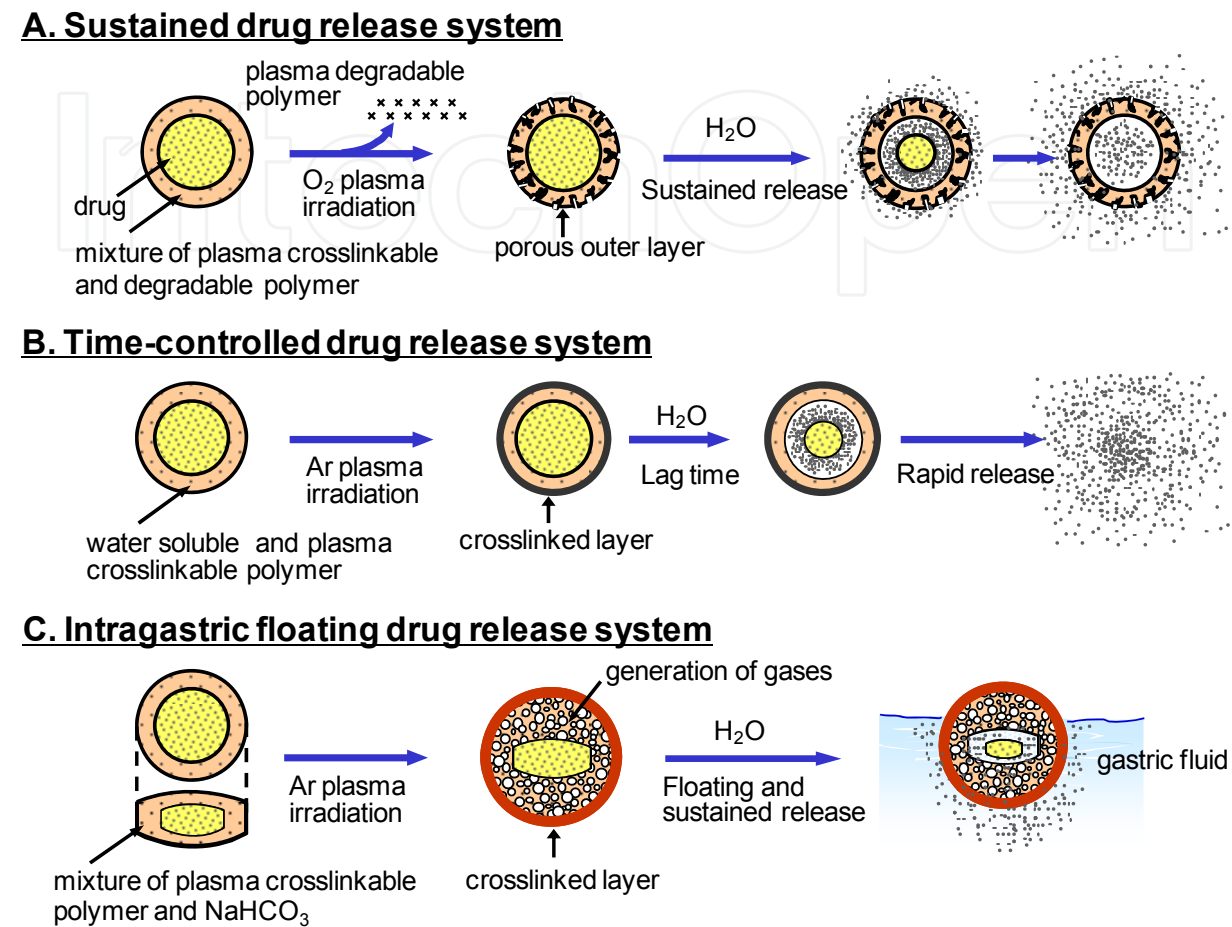 A. Sustained drug release system
plasma degradable
polymer
H₂O
O₂ plasma
irradiation
Sustained release
drug
porous outer layer
mixture of plasma crosslinkable
and degradable polymer
IntechOpen
B. Time-controlled drug release system
H₂O
Ar plasma
irradiation
Lag time
Rapid release
water soluble and plasma
crosslinkable polymer
crosslinked layer
C. Intragastric floating drug release system
generation of gases
H₂O
gastric fluid
Ar plasma
irradiation
Floating and
sustained release
mixture of plasma crosslinkable
polymer and NaHCO₃
crosslinked layer